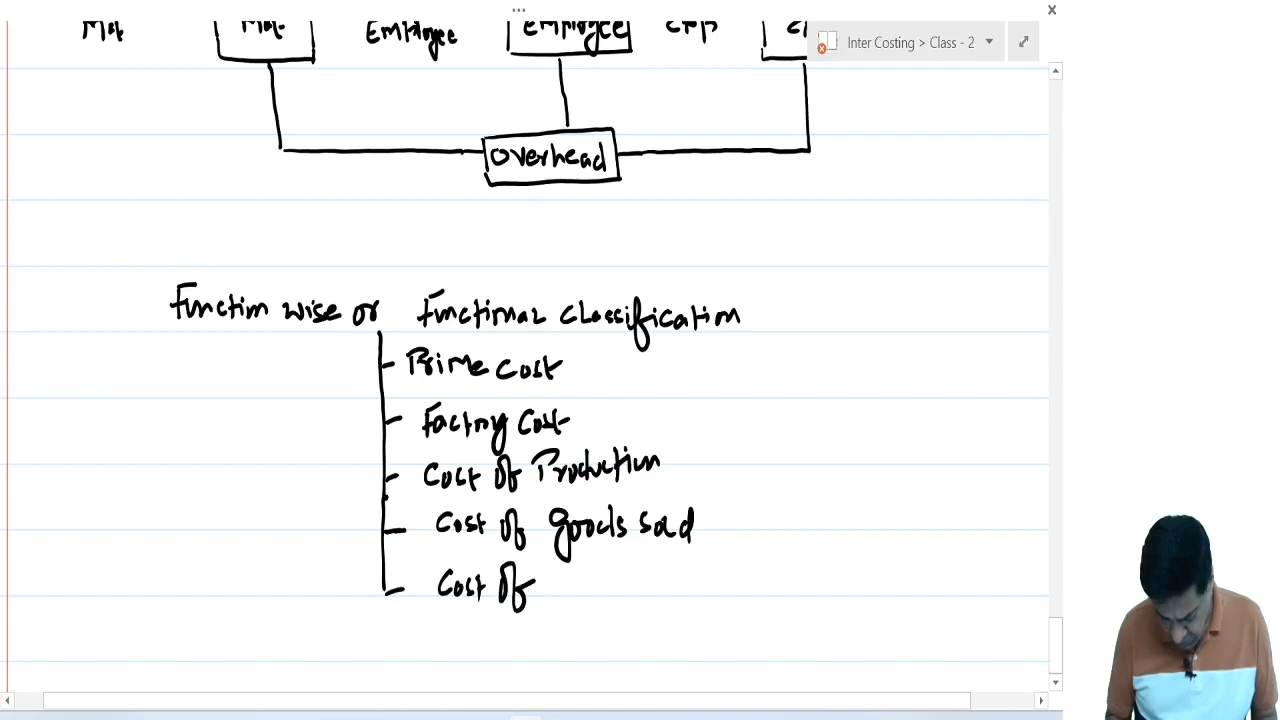 Mat Mat. Employee Employee exp
Inter Costing > Class - 2
Overhead
Function wise or Functional classification
Prime Cost
Factory Cost
Cost of Production
Cost of goods sold
Cost of